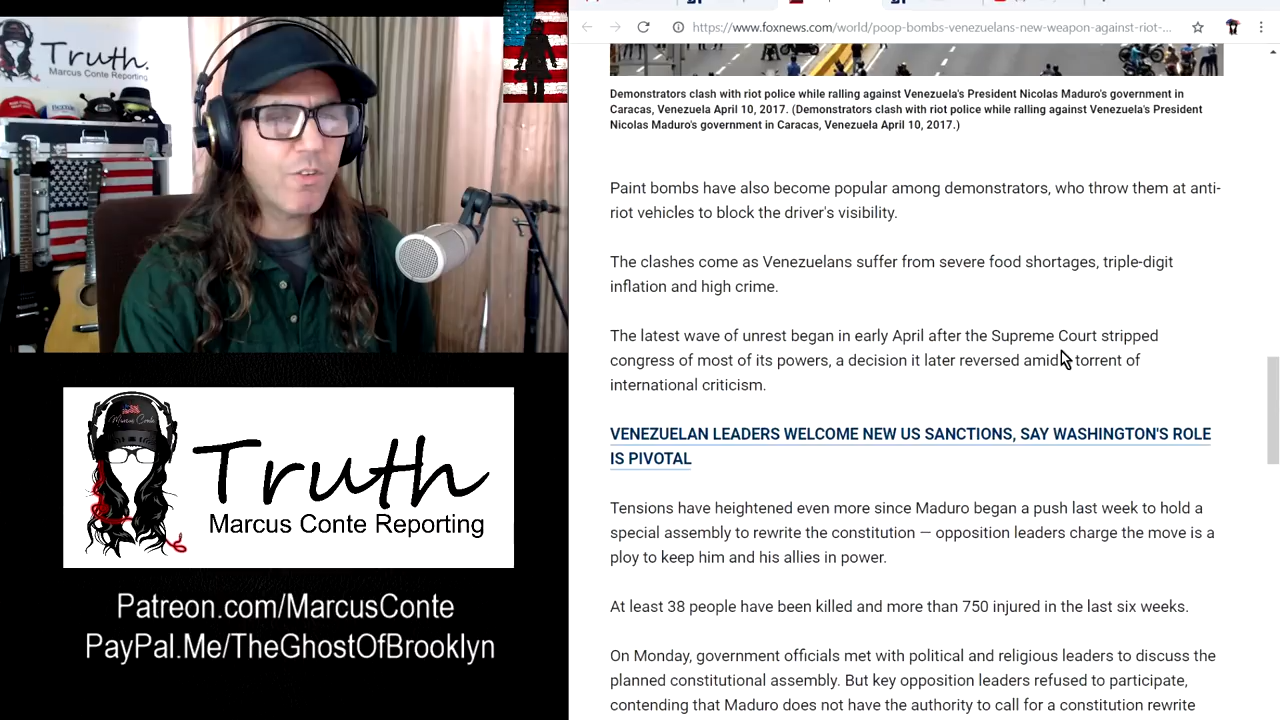 Truth.
Marcus Conte Reporting
Marcus Conte
Truth
Marcus Conte Reporting
Patreon.com/MarcusConte
PayPal.Me/TheGhostOfBrooklyn
https://www.foxnews.com/world/poop-bombs-venezuelans-new-weapon-against-riot-...
Demonstrators clash with riot police while ralling against Venezuela's President Nicolas Maduro's government in
Caracas, Venezuela April 10, 2017. (Demonstrators clash with riot police while ralling against Venezuela's President
Nicolas Maduro's government in Caracas, Venezuela April 10, 2017.)
Paint bombs have also become popular among demonstrators, who throw them at anti-
riot vehicles to block the driver's visibility.
The clashes come as Venezuelans suffer from severe food shortages, triple-digit
inflation and high crime.
The latest wave of unrest began in early April after the Supreme Court stripped
congress of most of its powers, a decision it later reversed amid torrent of
international criticism.
VENEZUELAN LEADERS WELCOME NEW US SANCTIONS, SAY WASHINGTON'S ROLE
IS PIVOTAL
Tensions have heightened even more since Maduro began a push last week to hold a
special assembly to rewrite the constitution — opposition leaders charge the move is a
ploy to keep him and his allies in power.
At least 38 people have been killed and more than 750 injured in the last six weeks.
On Monday, government officials met with political and religious leaders to discuss the
planned constitutional assembly. But key opposition leaders refused to participate,
contending that Maduro does not have the authority to call for a constitution rewrite